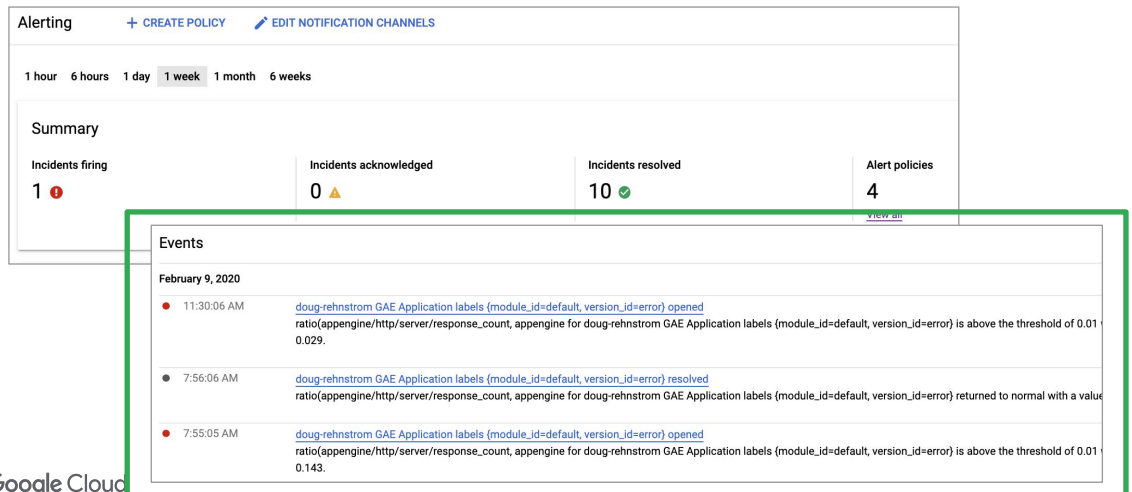 Alerting
+ CREATE POLICY
EDIT NOTIFICATION CHANNELS
1 hour 6 hours 1 day 1 week 1 month 6 weeks
Summary
Incidents firing
Incidents acknowledged
Incidents resolved
Alert policies
1
0
10
4
View all
Events
February 9, 2020
11:30:06 AM
doug-rehnstrom GAE Application labels {module_id=default, version_id=error} opened
ratio(appengine/http/server/response_count, appengine for doug-rehnstrom GAE Application labels {module_id=default, version_id=error} is above the threshold of 0.01
0.029.
7:56:06 AM
doug-rehnstrom GAE Application labels {module_id=default, version_id=error} resolved
ratio(appengine/http/server/response_count, appengine for doug-rehnstrom GAE Application labels {module_id=default, version_id=error} returned to normal with a value
7:55:05 AM
doug-rehnstrom GAE Application labels {module_id=default, version_id=error} opened
ratio(appengine/http/server/response_count, appengine for doug-rehnstrom GAE Application labels {module_id=default, version_id=error} is above the threshold of 0.01
0.143.
Google Cloud